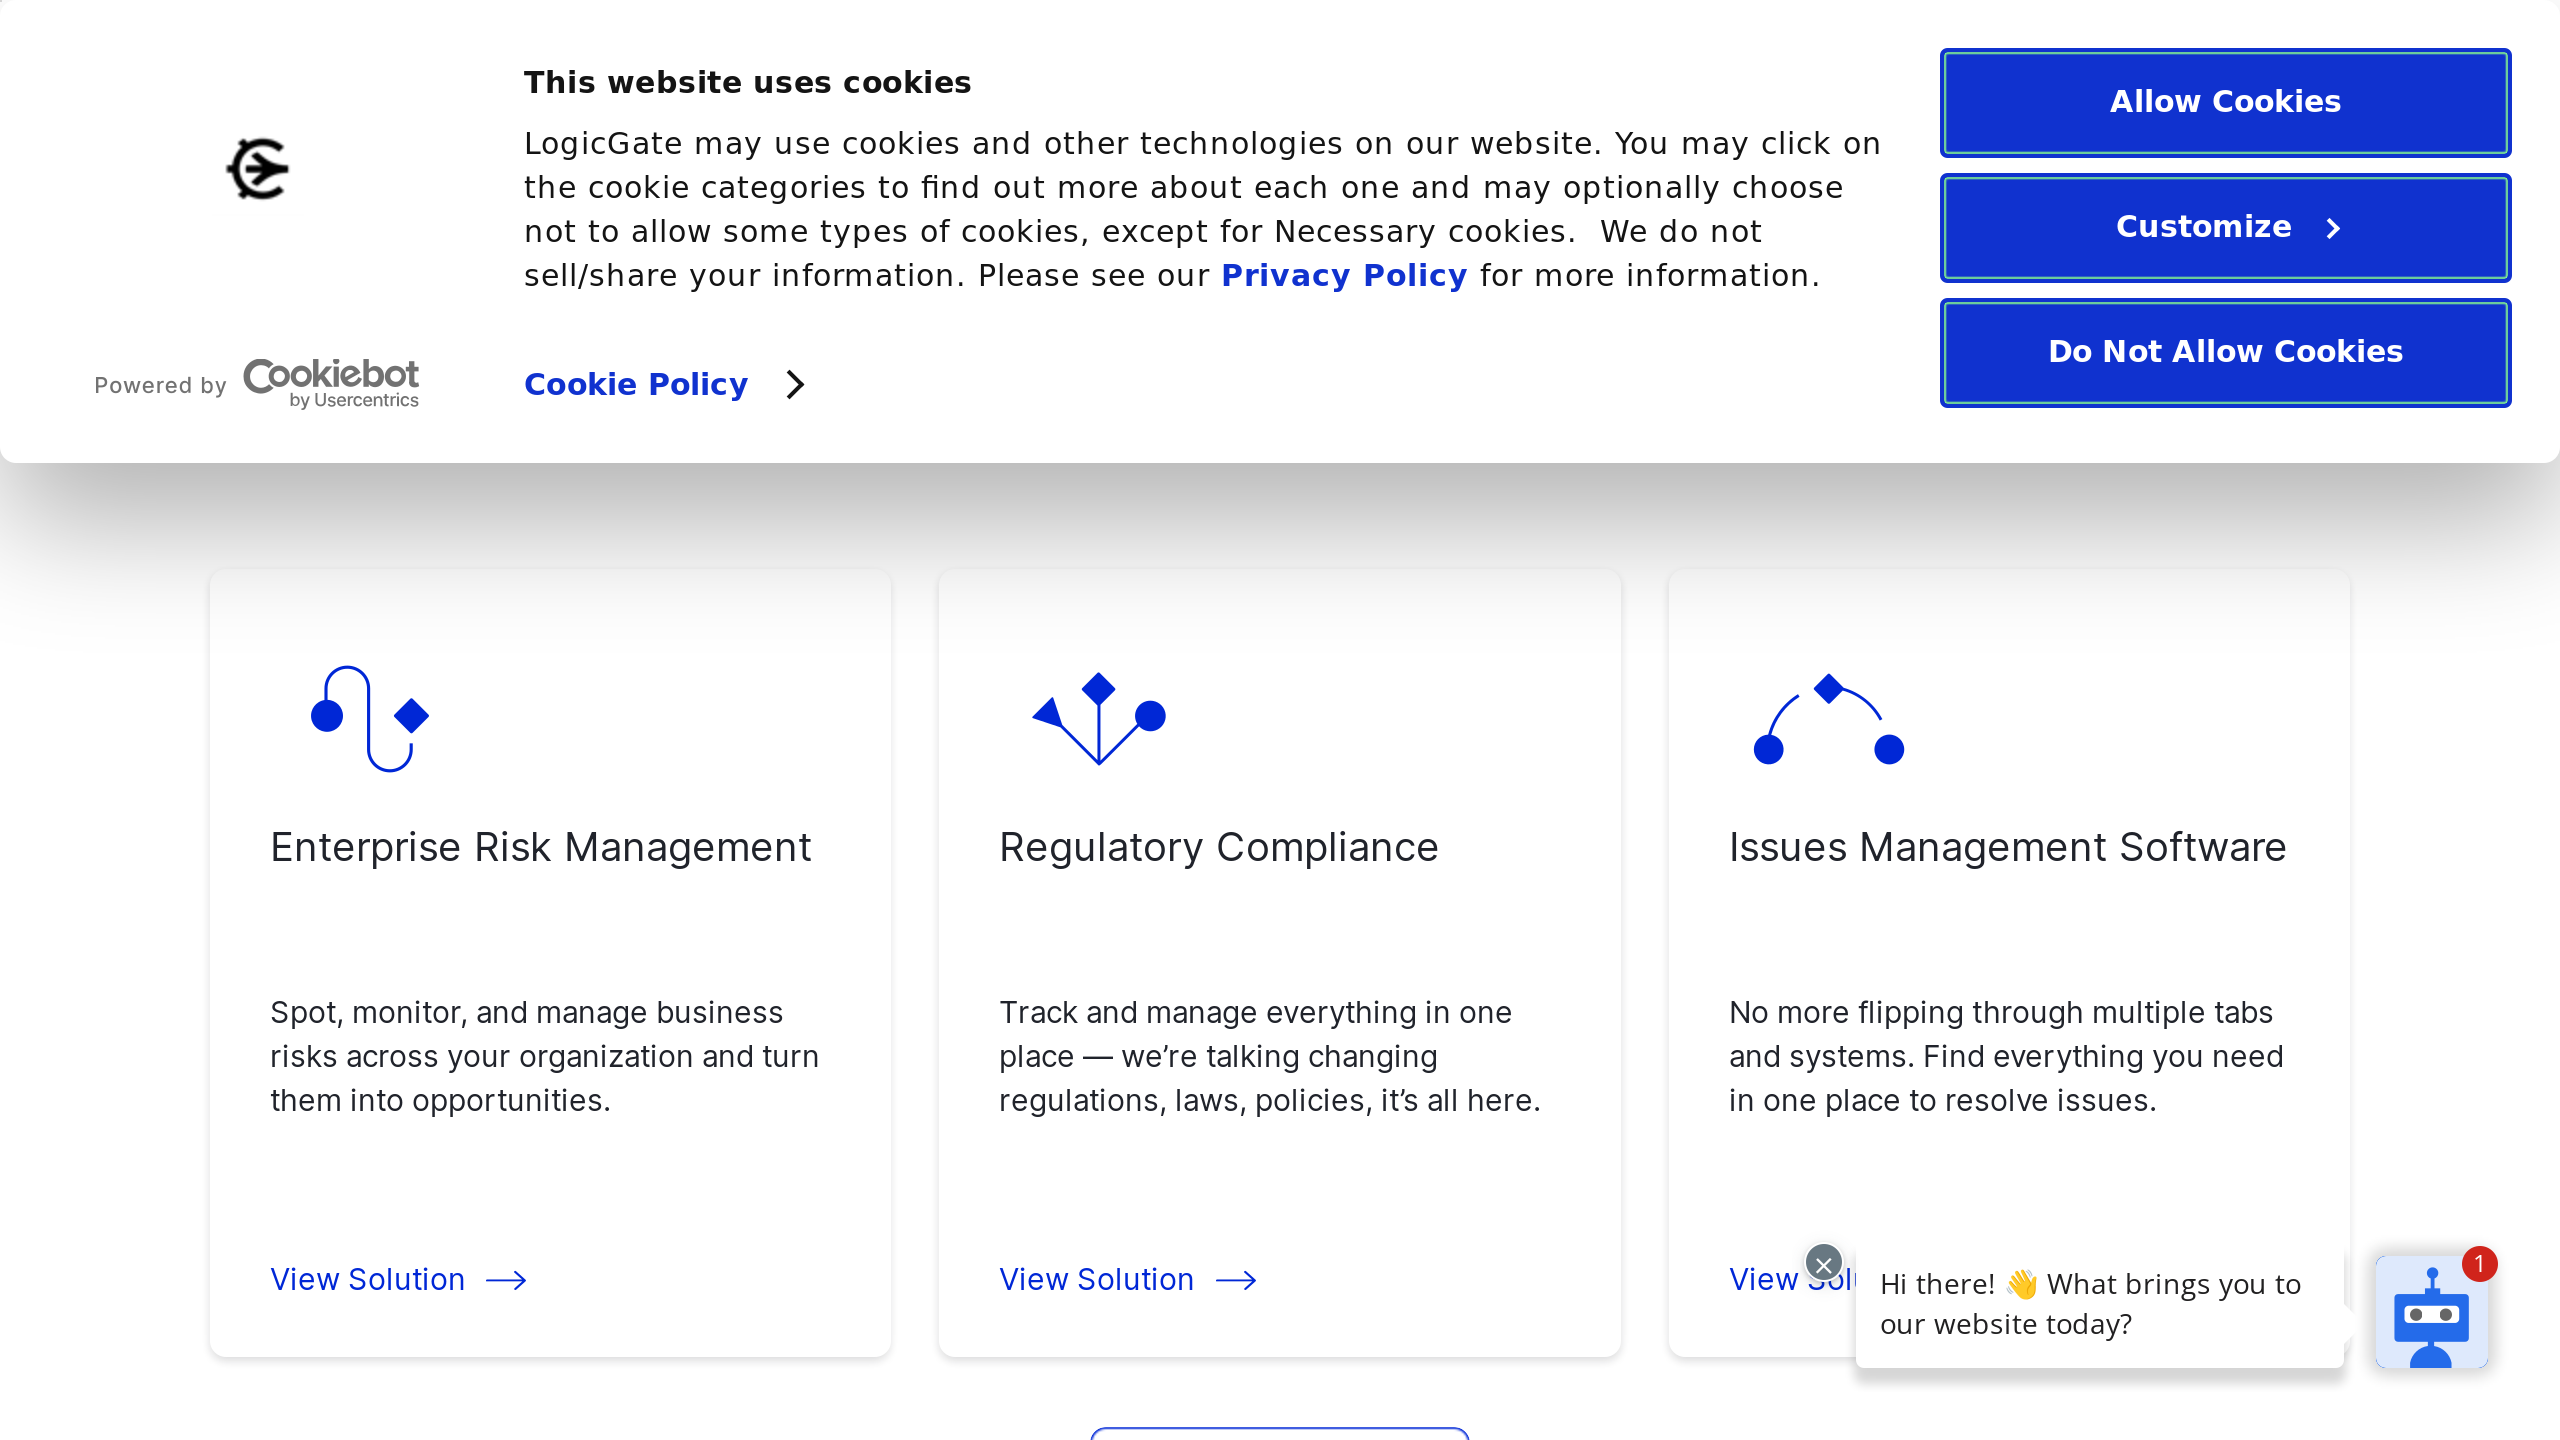 This website uses cookies
LogicGate may use cookies and other technologies on our website. You may click on
the cookie categories to find out more about each one and may optionally choose
not to allow some types of cookies, except for Necessary cookies.  We do not
sell/share your information. Please see our Privacy Policy for more information.
Cookie Policy
Powered by Cookiebot
by Usercentrics
Allow Cookies
Customize
Do Not Allow Cookies
Enterprise Risk Management
Spot, monitor, and manage business
risks across your organization and turn
them into opportunities.
View Solution
Regulatory Compliance
Track and manage everything in one
place — we’re talking changing
regulations, laws, policies, it’s all here.
View Solution
Issues Management Software
No more flipping through multiple tabs
and systems. Find everything you need
in one place to resolve issues.
View
Hi there! 👋 What brings you to
our website today?
1